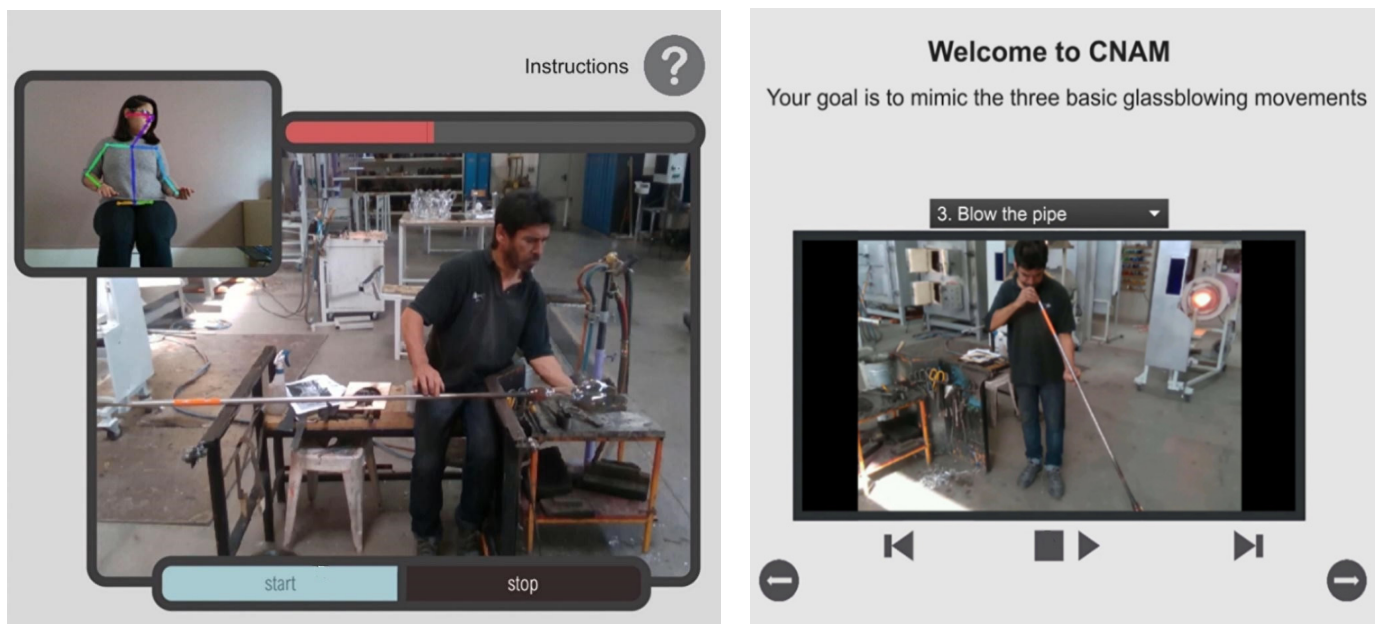 Instructions
?
start
stop
Welcome to CNAM
Your goal is to mimic the three basic glassblowing movements
3. Blow the pipe